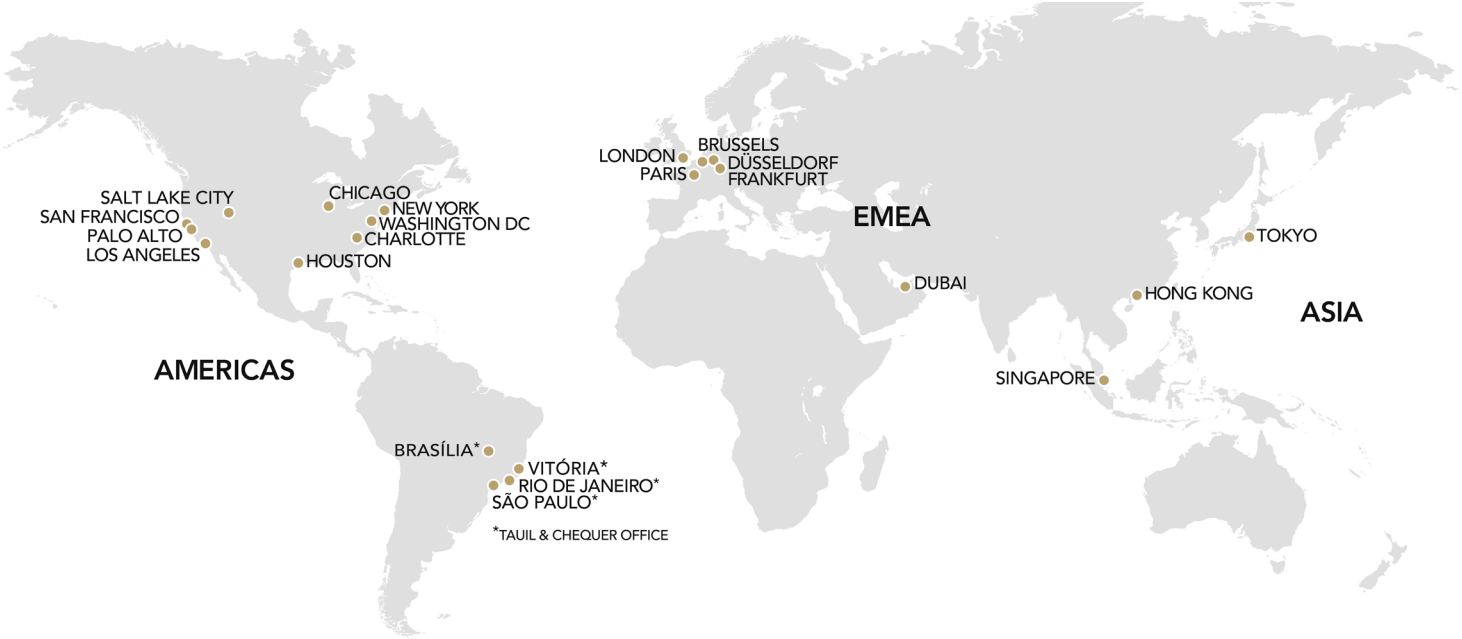 BRUSSELS
LONDON
DÜSSELDORF
PARIS
FRANKFURT
SALT LAKE CITY
CHICAGO
SAN FRANCISCO
NEW YORK
EMEA
WASHINGTON DC
PALO ALTO
CHARLOTTE
TOKYO
LOS ANGELES
HOUSTON
DUBAI
HONG KONG
ASIA
AMERICAS
SINGAPORE
BRASÍLIA*
VITÓRIA*
RIO DE JANEIRO*
SÃO PAULO*
*TAUIL & CHEQUER OFFICE